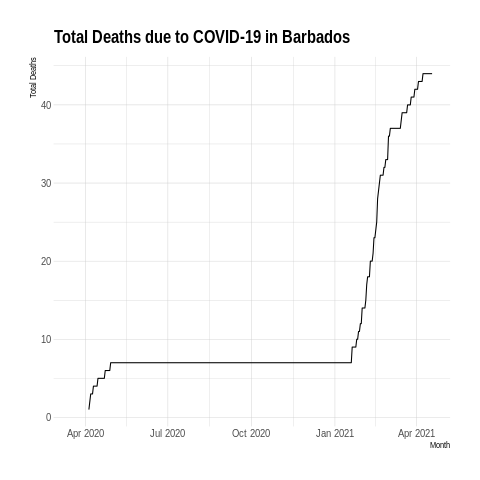 Total Deaths due to COVID-19 in Barbados
Total Deaths
40
30
20
10
0
Apr 2020 Jul 2020 Oct 2020 Jan 2021 Apr 2021
Month